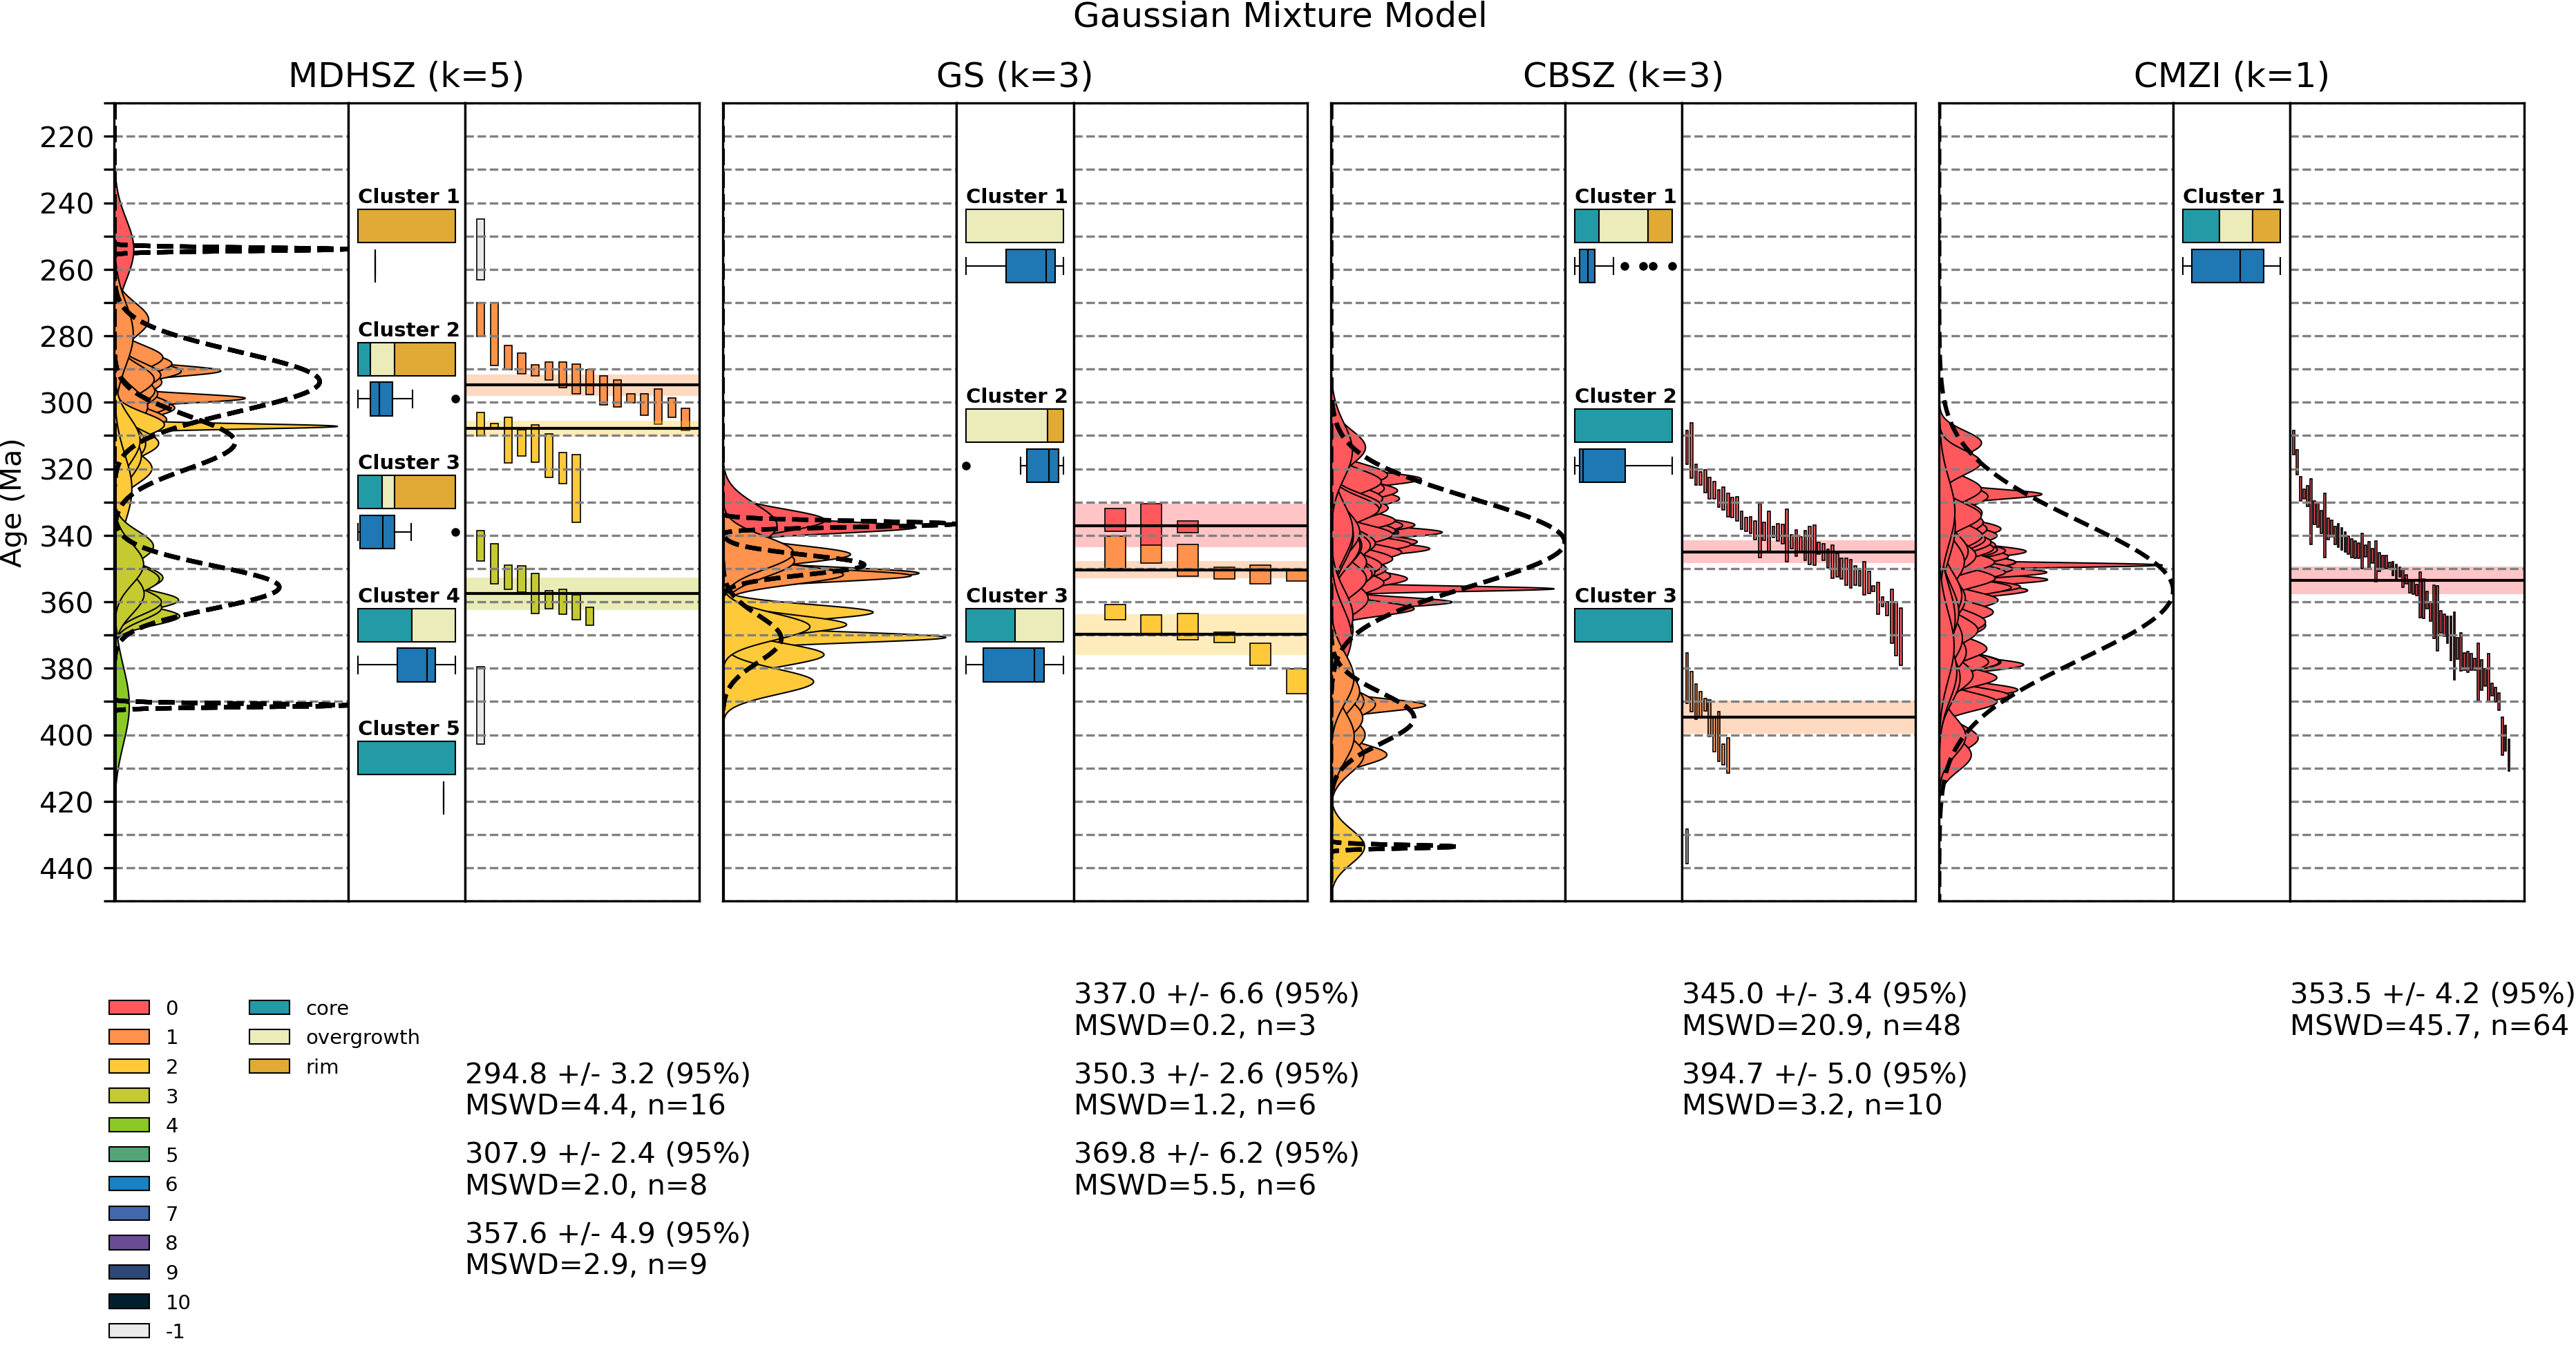 Gaussian Mixture Model
MDHSZ (k=5)
GS (k=3)
CBSZ (k=3)
CMZI (k=1)
Age (Ma)
220
240
260
280
300
320
340
360
380
400
420
440
Cluster 1
Cluster 2
Cluster 3
Cluster 4
Cluster 5
Cluster 1
Cluster 2
Cluster 3
Cluster 1
Cluster 2
Cluster 3
Cluster 1
0
1
2
3
4
5
6
7
8
9
10
-1
core
overgrowth
rim
294.8 +/- 3.2 (95%)
MSWD=4.4, n=16
307.9 +/- 2.4 (95%)
MSWD=2.0, n=8
357.6 +/- 4.9 (95%)
MSWD=2.9, n=9
337.0 +/- 6.6 (95%)
MSWD=0.2, n=3
350.3 +/- 2.6 (95%)
MSWD=1.2, n=6
369.8 +/- 6.2 (95%)
MSWD=5.5, n=6
345.0 +/- 3.4 (95%)
MSWD=20.9, n=48
394.7 +/- 5.0 (95%)
MSWD=3.2, n=10
353.5 +/- 4.2 (95%)
MSWD=45.7, n=64